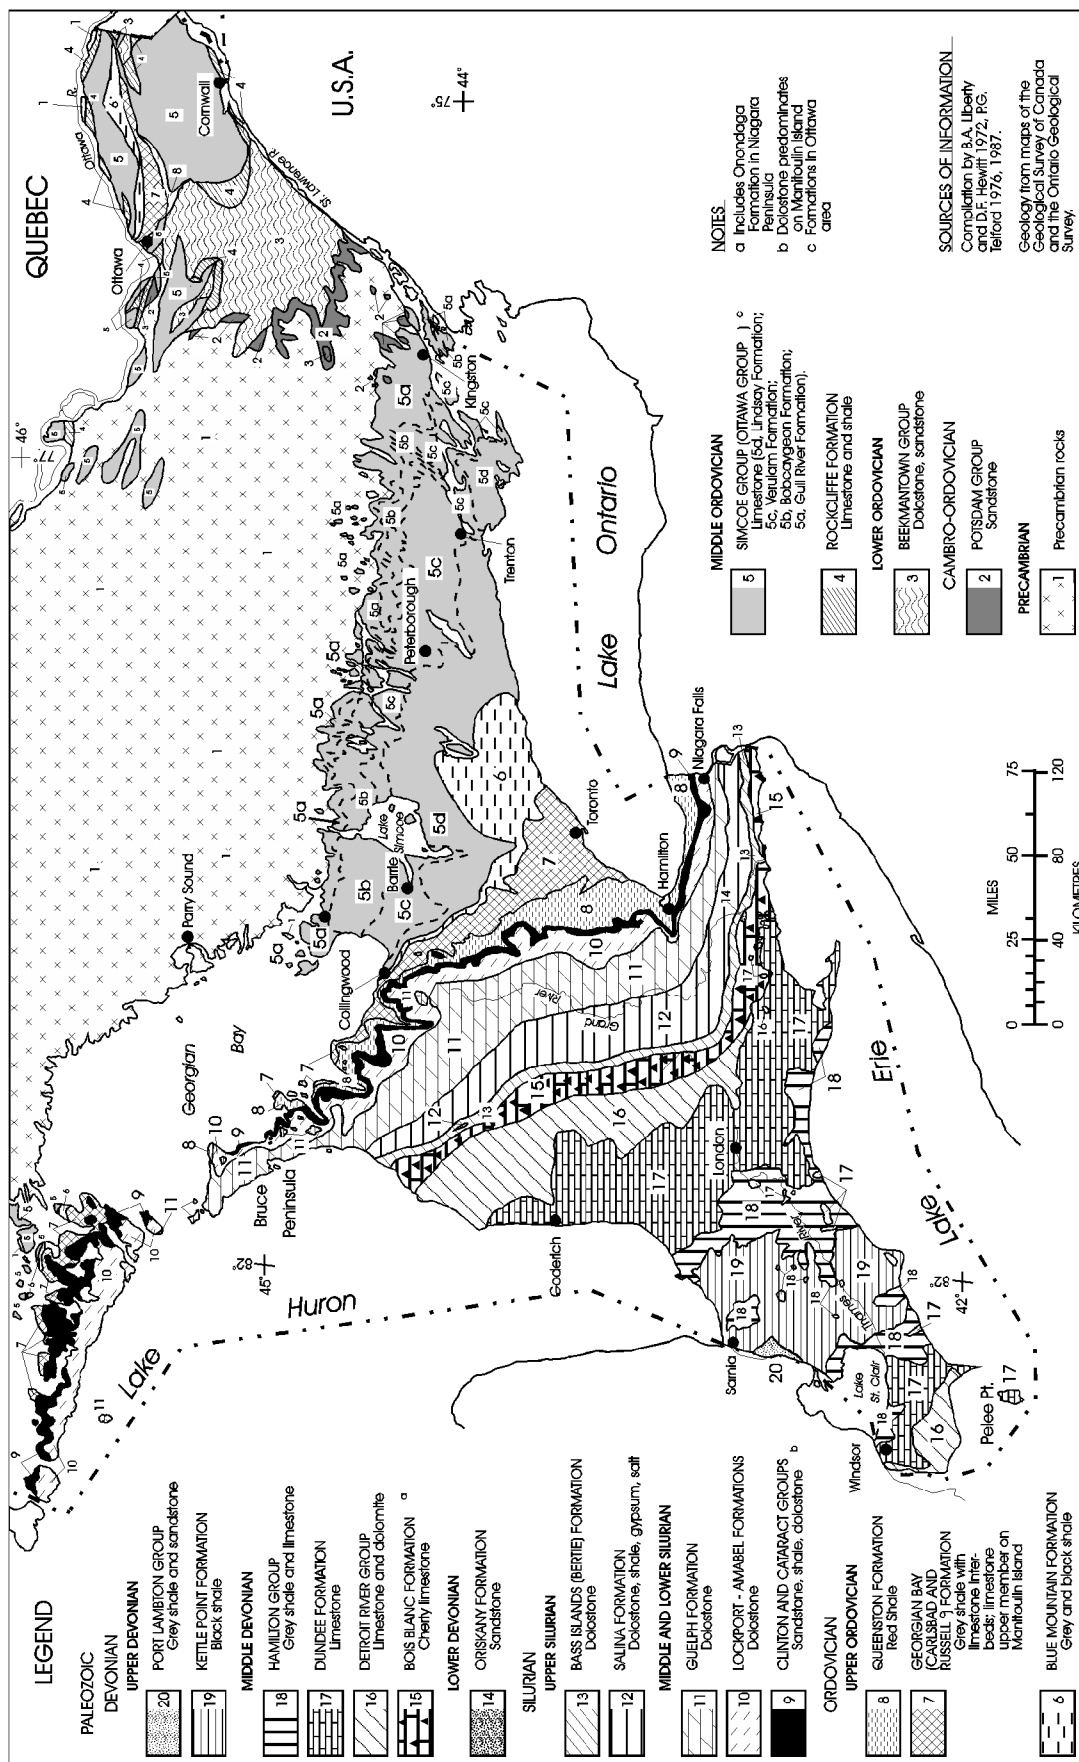 LEGEND
PALEOZOIC
DEVONIAN
UPPER DEVONIAN
20
PORT LAMBTON GROUP
Grey shale and sandstone
19
KETTLE POINT FORMATION
Black shale
MIDDLE DEVONIAN
18
HAMILTON GROUP
Grey shale and limestone
17
DUNDEE FORMATION
Limestone
16
DETROIT RIVER GROUP
Limestone and dolomite
15
BOIS BLANC FORMATION a
Cherty limestone
LOWER DEVONIAN
14
ORISKANY FORMATION
Sandstone
SILURIAN
UPPER SILURIAN
13
BASS ISLANDS (BERTIE) FORMATION
Dolostone
12
SALINA FORMATION
Dolostone, shale, gypsum, salt
MIDDLE AND LOWER SILURIAN
11
GUELPH FORMATION
Dolostone
10
LOCKPORT - AMABEL FORMATIONS
Dolostone
9
CLINTON AND CATARACT GROUPS b
Sandstone, shale, dolostone
ORDOVICIAN
UPPER ORDOVICIAN
8
QUEENSTON FORMATION
Red Shale
7
GEORGIAN BAY
(CARLSBAD AND
RUSSELL c) FORMATION
Grey shale with
limestone inter-
beds; limestone
upper member on
Manitoulin Island
6
BLUE MOUNTAIN FORMATION
Grey and black shale
MIDDLE ORDOVICIAN
5
SIMCOE GROUP (OTTAWA GROUP ) c
Limestone (5d, Lindsay Formation;
5c, Verulam Formation;
5b, Bobcaygeon Formation;
5a, Gull River Formation).
4
ROCKCLIFFE FORMATION
Limestone and shale
LOWER ORDOVICIAN
3
BEEKMANTOWN GROUP
Dolostone, sandstone
CAMBRO-ORDOVICIAN
2
POTSDAM GROUP
Sandstone
PRECAMBRIAN
1
Precambrian rocks
NOTES
a Includes Onondaga
Formation in Niagara
Peninsula
b Dolostone predominates
on Manitoulin Island
c Formations in Ottawa
area
SOURCES OF INFORMATION
Compilation by B.A. Liberty
and D.F. Hewitt 1972, P.G.
Telford 1976, 1987.
Geology from maps of the
Geological Survey of Canada
and the Ontario Geological
Survey.
QUEBEC
U.S.A.
Ottawa R.
Ottawa
Cornwall
St. Lawrence R.
75°
44°
46°
77°
Kingston
Trenton
Peterborough
Lake Ontario
Lake
Simcoe
Barrie
Toronto
Hamilton
Niagara Falls
Parry Sound
Collingwood
Georgian
Bay
Bruce
Peninsula
Grand
River
Lake
Huron
45°
82°
Goderich
London
Sarnia
Thames
River
Lake
St. Clair
Windsor
Pelee Pt.
Lake
Erie
42°
82°
MILES
0 25 50 75
0 40 80 120
KILOMETRES